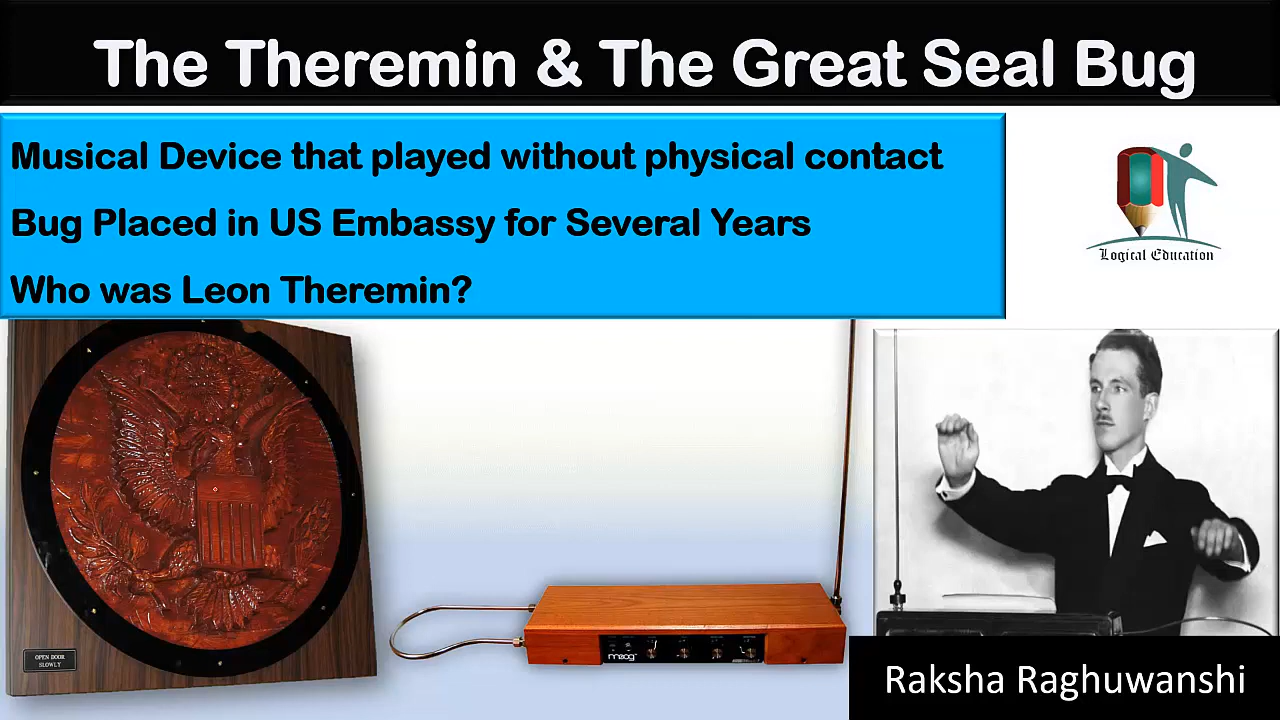 The Theremin & The Great Seal Bug
Musical Device that played without physical contact
Bug Placed in US Embassy for Several Years
Who was Leon Theremin?
Logical Education
OPEN DOOR
SLOWLY
moog
Raksha Raghuwanshi